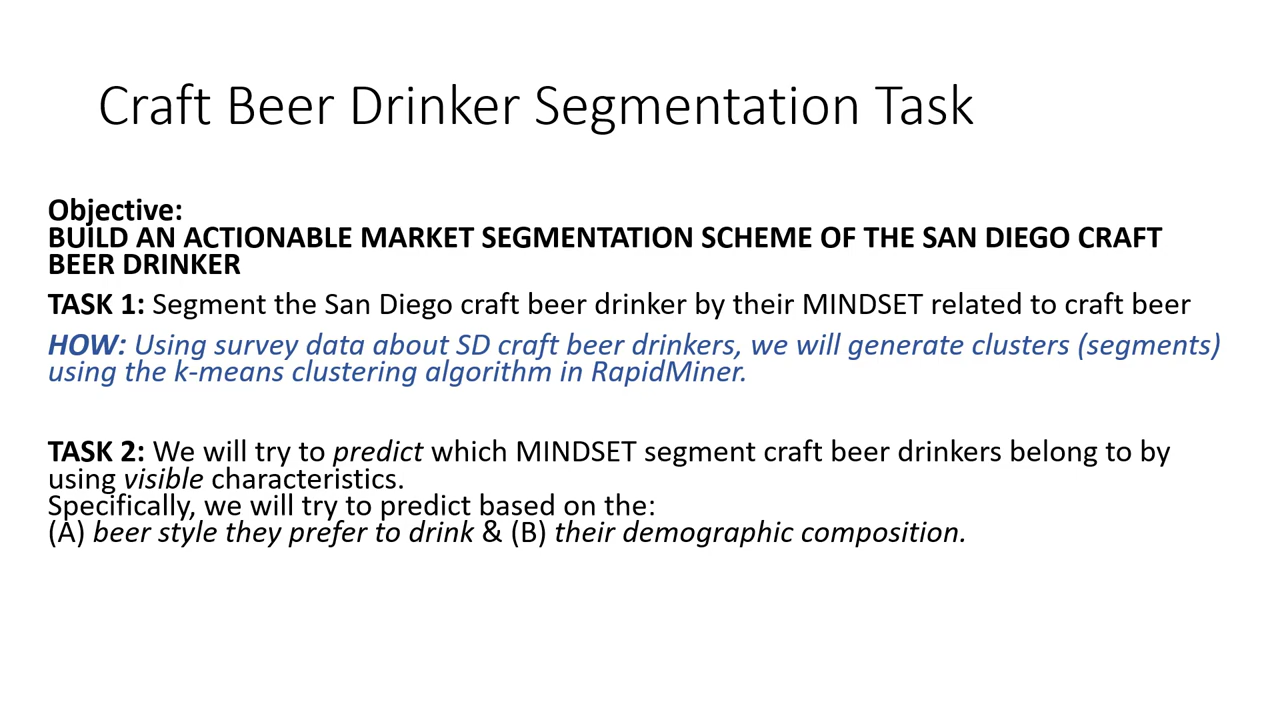 Craft Beer Drinker Segmentation Task
Objective:
BUILD AN ACTIONABLE MARKET SEGMENTATION SCHEME OF THE SAN DIEGO CRAFT
BEER DRINKER
TASK 1: Segment the San Diego craft beer drinker by their MINDSET related to craft beer
HOW: Using survey data about SD craft beer drinkers, we will generate clusters (segments)
using the k-means clustering algorithm in RapidMiner.
TASK 2: We will try to predict which MINDSET segment craft beer drinkers belong to by
using visible characteristics.
Specifically, we will try to predict based on the:
(A) beer style they prefer to drink & (B) their demographic composition.